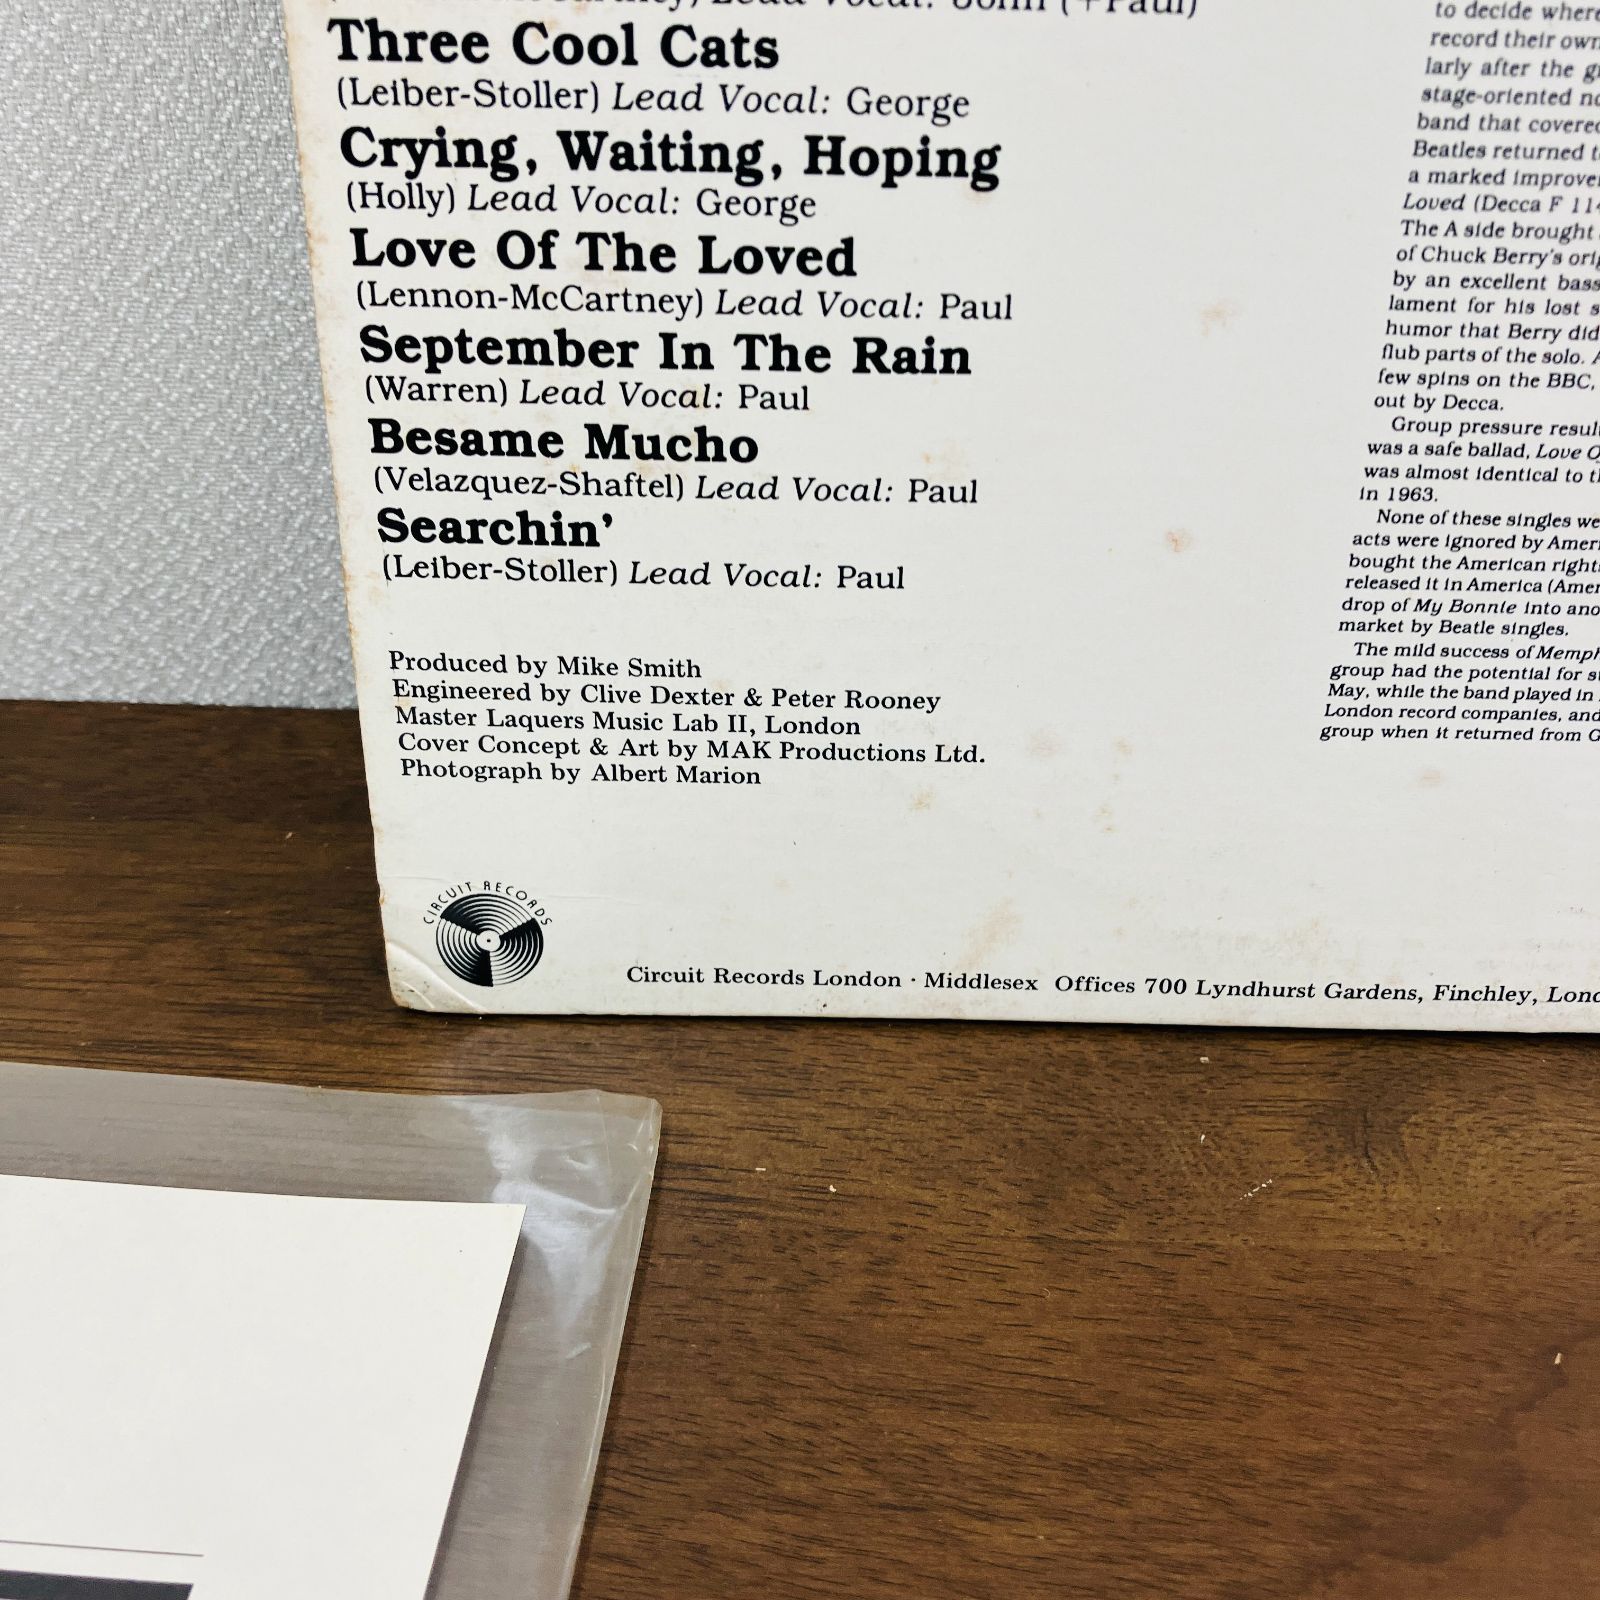 Lead Vocal: John (+Paul)
Three Cool Cats
(Leiber-Stoller) Lead Vocal: George
Crying, Waiting, Hoping
(Holly) Lead Vocal: George
Love Of The Loved
(Lennon-McCartney) Lead Vocal: Paul
September In The Rain
(Warren) Lead Vocal: Paul
Besame Mucho
(Velazquez-Shaftel) Lead Vocal: Paul
Searchin'
(Leiber-Stoller) Lead Vocal: Paul
Produced by Mike Smith
Engineered by Clive Dexter & Peter Rooney
Master Laquers Music Lab II, London
Cover Concept & Art by MAK Productions Ltd.
Photograph by Albert Marion
CIRCUIT RECORDS
Circuit Records London · Middlesex Offices 700 Lyndhurst Gardens, Finchley,
to decide where
record their own
larly after the
stage-oriented
band that covered
Beatles returned
a marked
Loved (Decca F
The A side brought
of Chuck Berry's
by an excellent bass
lament for his lost
humor that Berry did
flub parts of the solo.
few spins on the BBC,
out by Decca.
Group pressure
was a safe ballad, Love
was almost identical to
in 1963.
None of these singles
acts were ignored by
bought the American
released it in America
drop of My Bonnie into
market by Beatle singles.
The mild success of
group had the potential for
May, while the band played in
London record companies, and
group when it returned from